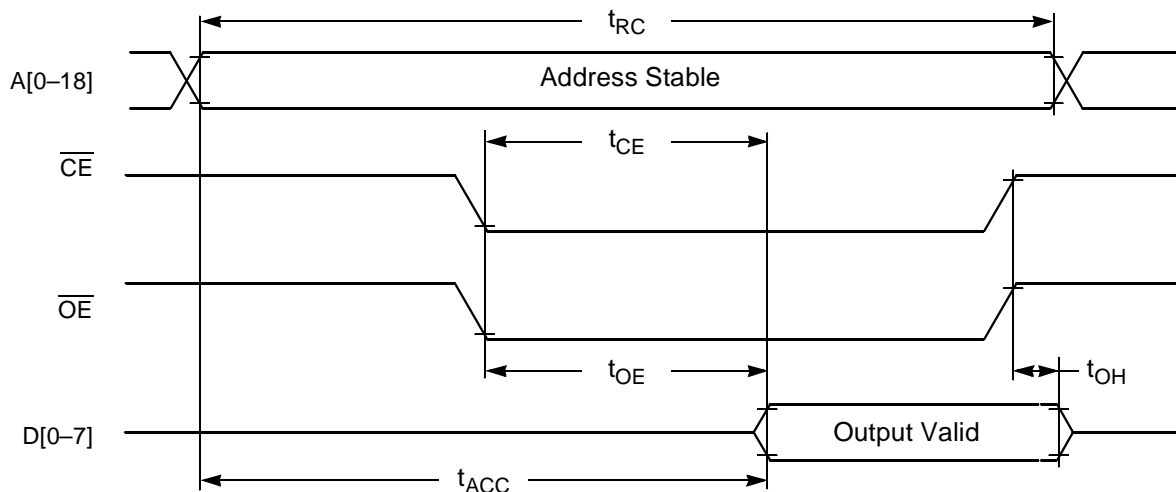 tRC
A[0–18]
Address Stable
tCE
CE
OE
tOE
tOH
D[0–7]
Output Valid
tACC